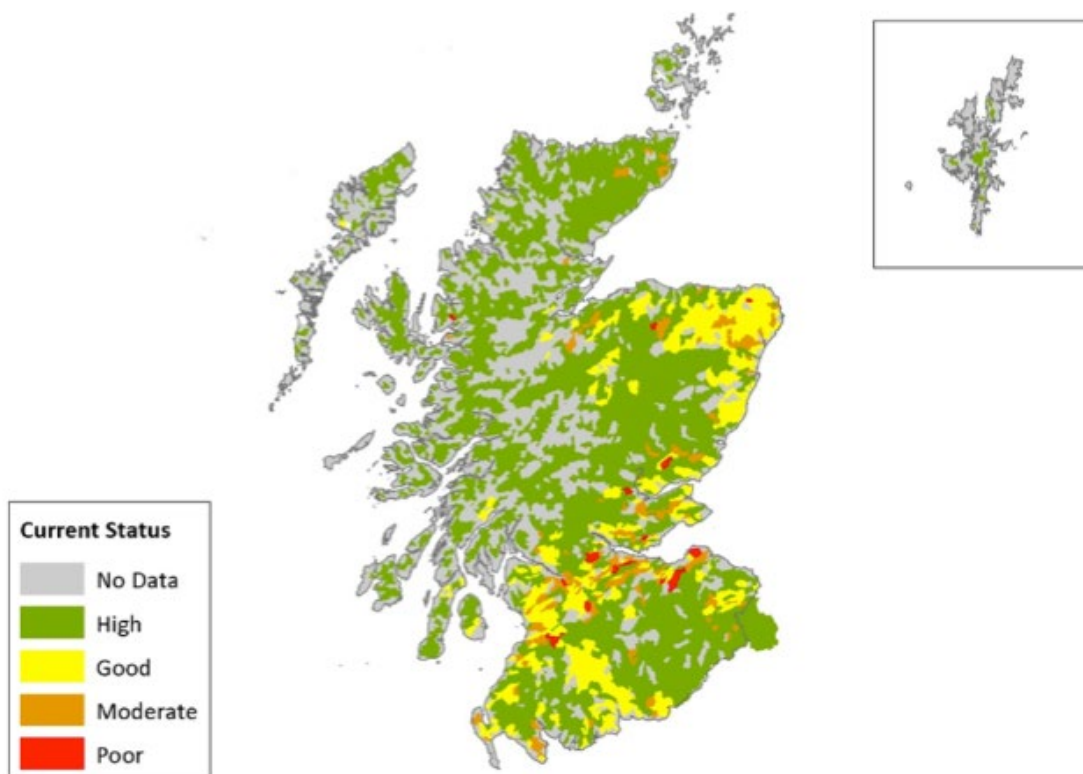 Current Status
No Data
High
Good
Moderate
Poor